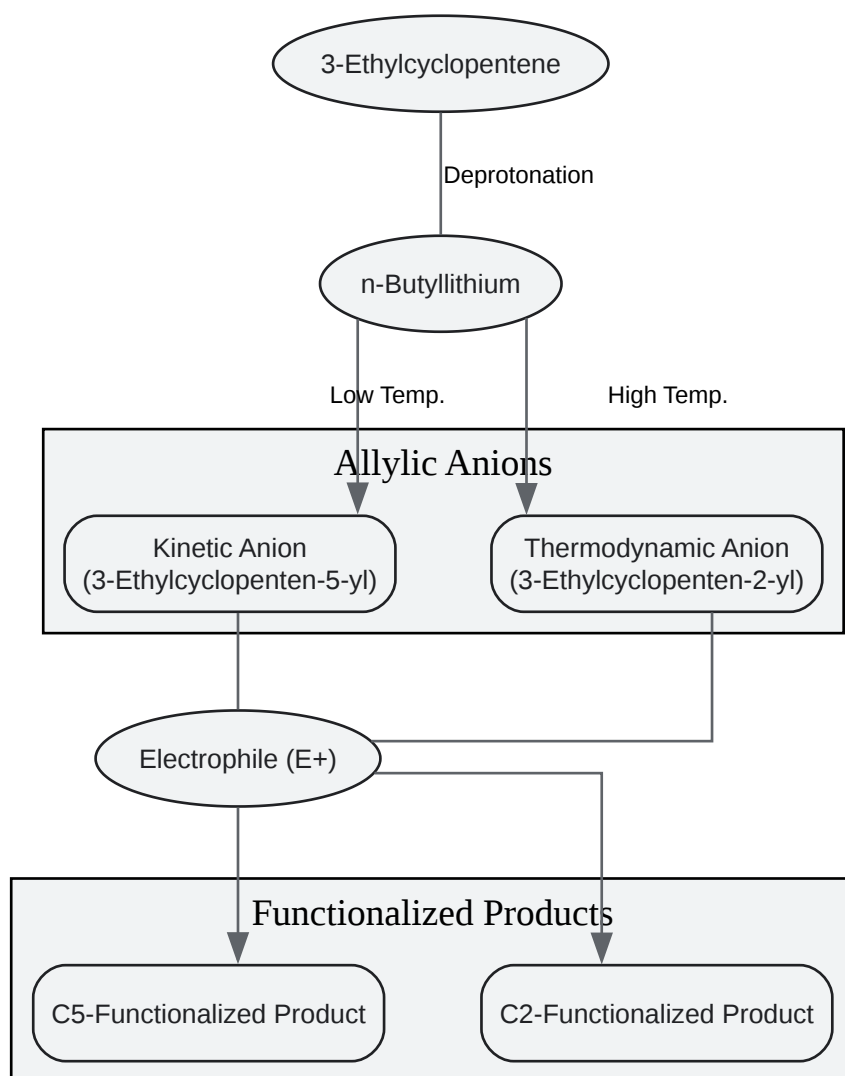 3-Ethylcyclopentene
Deprotonation
n-Butyllithium
Low Temp.
High Temp.
Allylic Anions
Kinetic Anion
(3-Ethylcyclopenten-5-yl)
Thermodynamic Anion
(3-Ethylcyclopenten-2-yl)
Electrophile (E+)
Functionalized Products
C5-Functionalized Product
C2-Functionalized Product